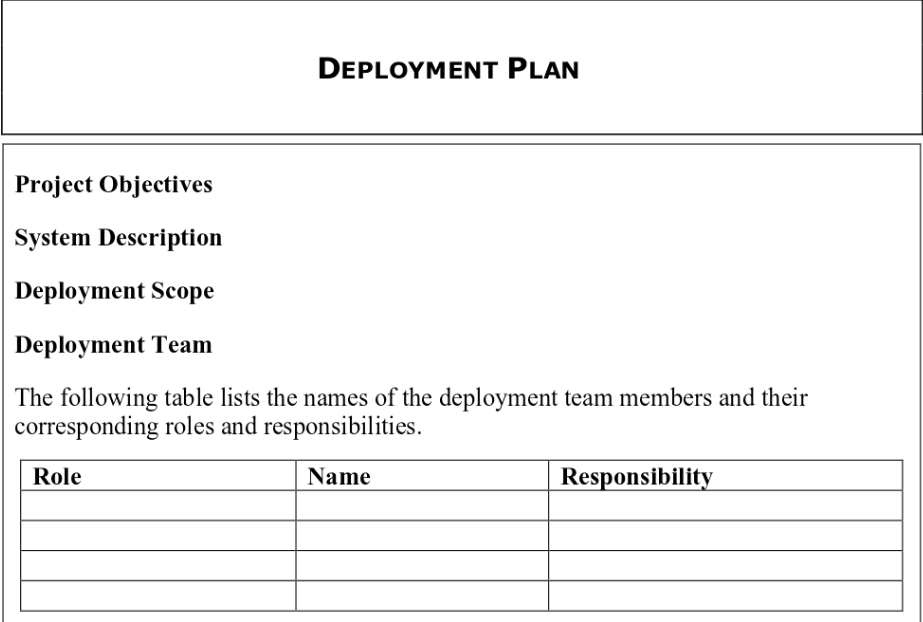 DEPLOYMENT PLAN
Project Objectives
System Description
Deployment Scope
Deployment Team
The following table lists the names of the deployment team members and their
corresponding roles and responsibilities.
Role Name Responsibility